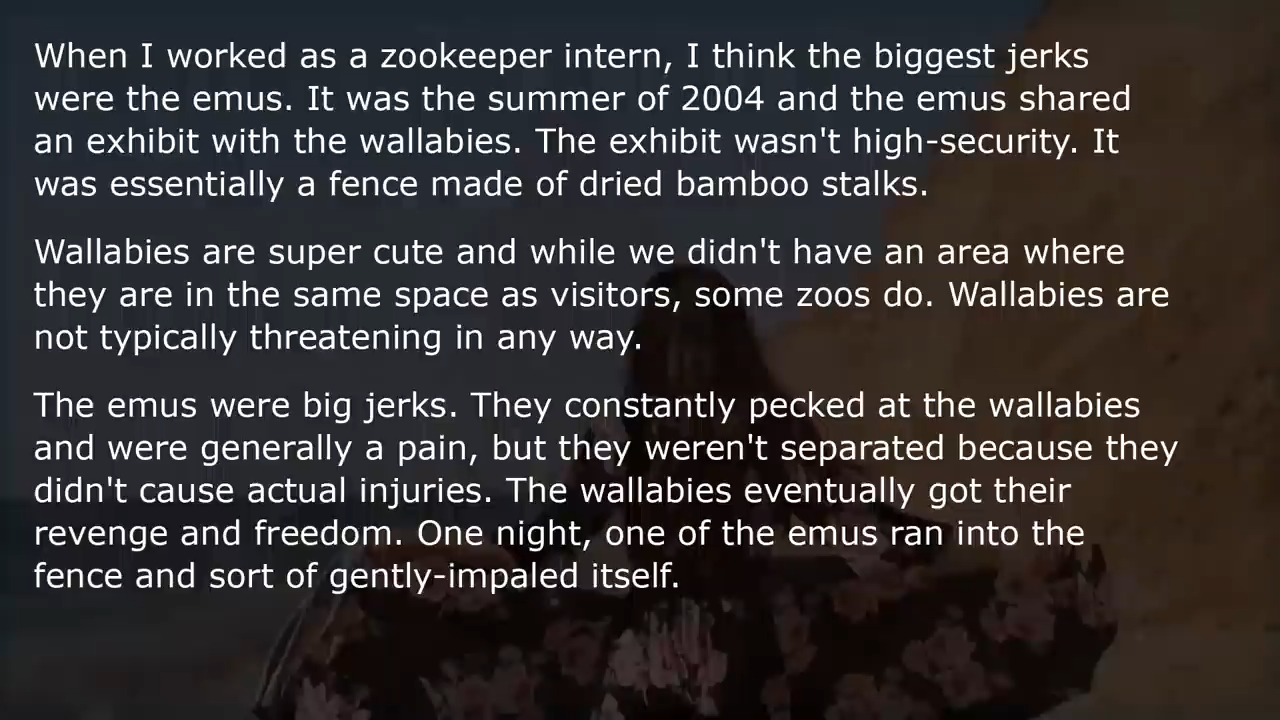 When I worked as a zookeeper intern, I think the biggest jerks
were the emus. It was the summer of 2004 and the emus shared
an exhibit with the wallabies. The exhibit wasn't high-security. It
was essentially a fence made of dried bamboo stalks.
Wallabies are super cute and while we didn't have an area where
they are in the same space as visitors, some zoos do. Wallabies are
not typically threatening in any way.
The emus were big jerks. They constantly pecked at the wallabies
and were generally a pain, but they weren't separated because they
didn't cause actual injuries. The wallabies eventually got their
revenge and freedom. One night, one of the emus ran into the
fence and sort of gently-impaled itself.